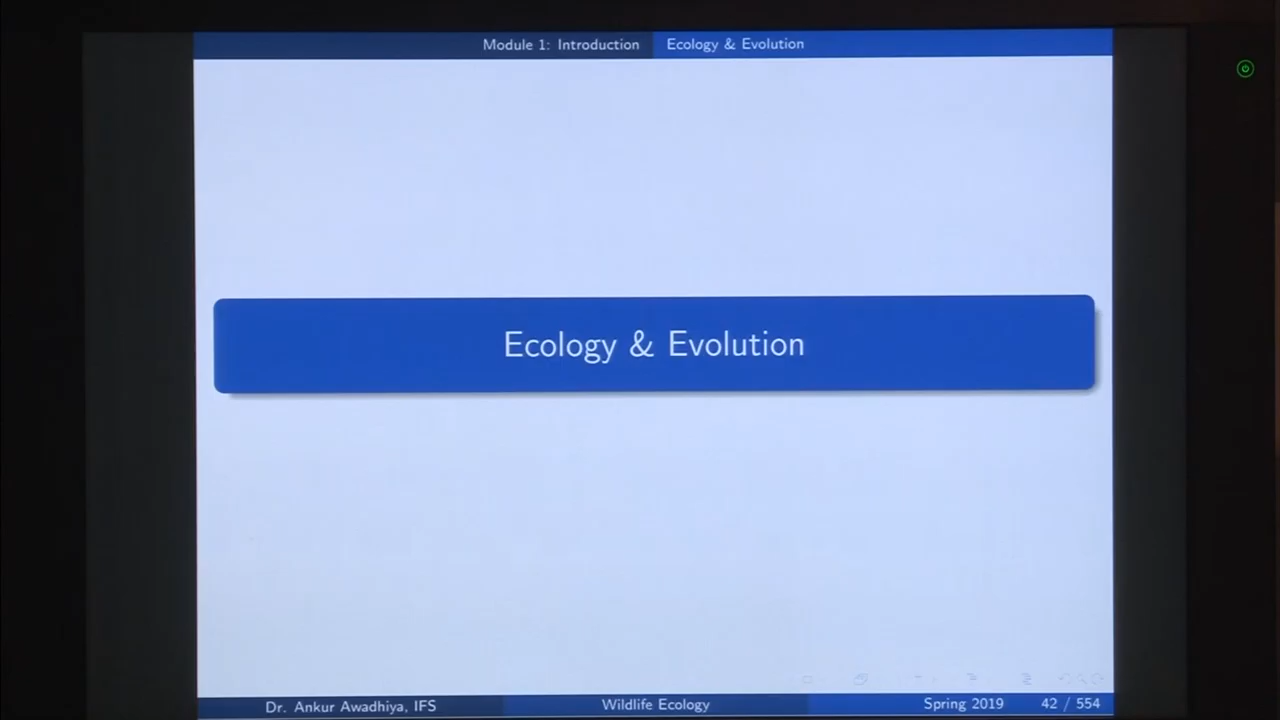 Module 1: Introduction Ecology & Evolution
Ecology & Evolution
Dr. Ankur Awadhiya, IFS Wildlife Ecology Spring 2019 42 / 554